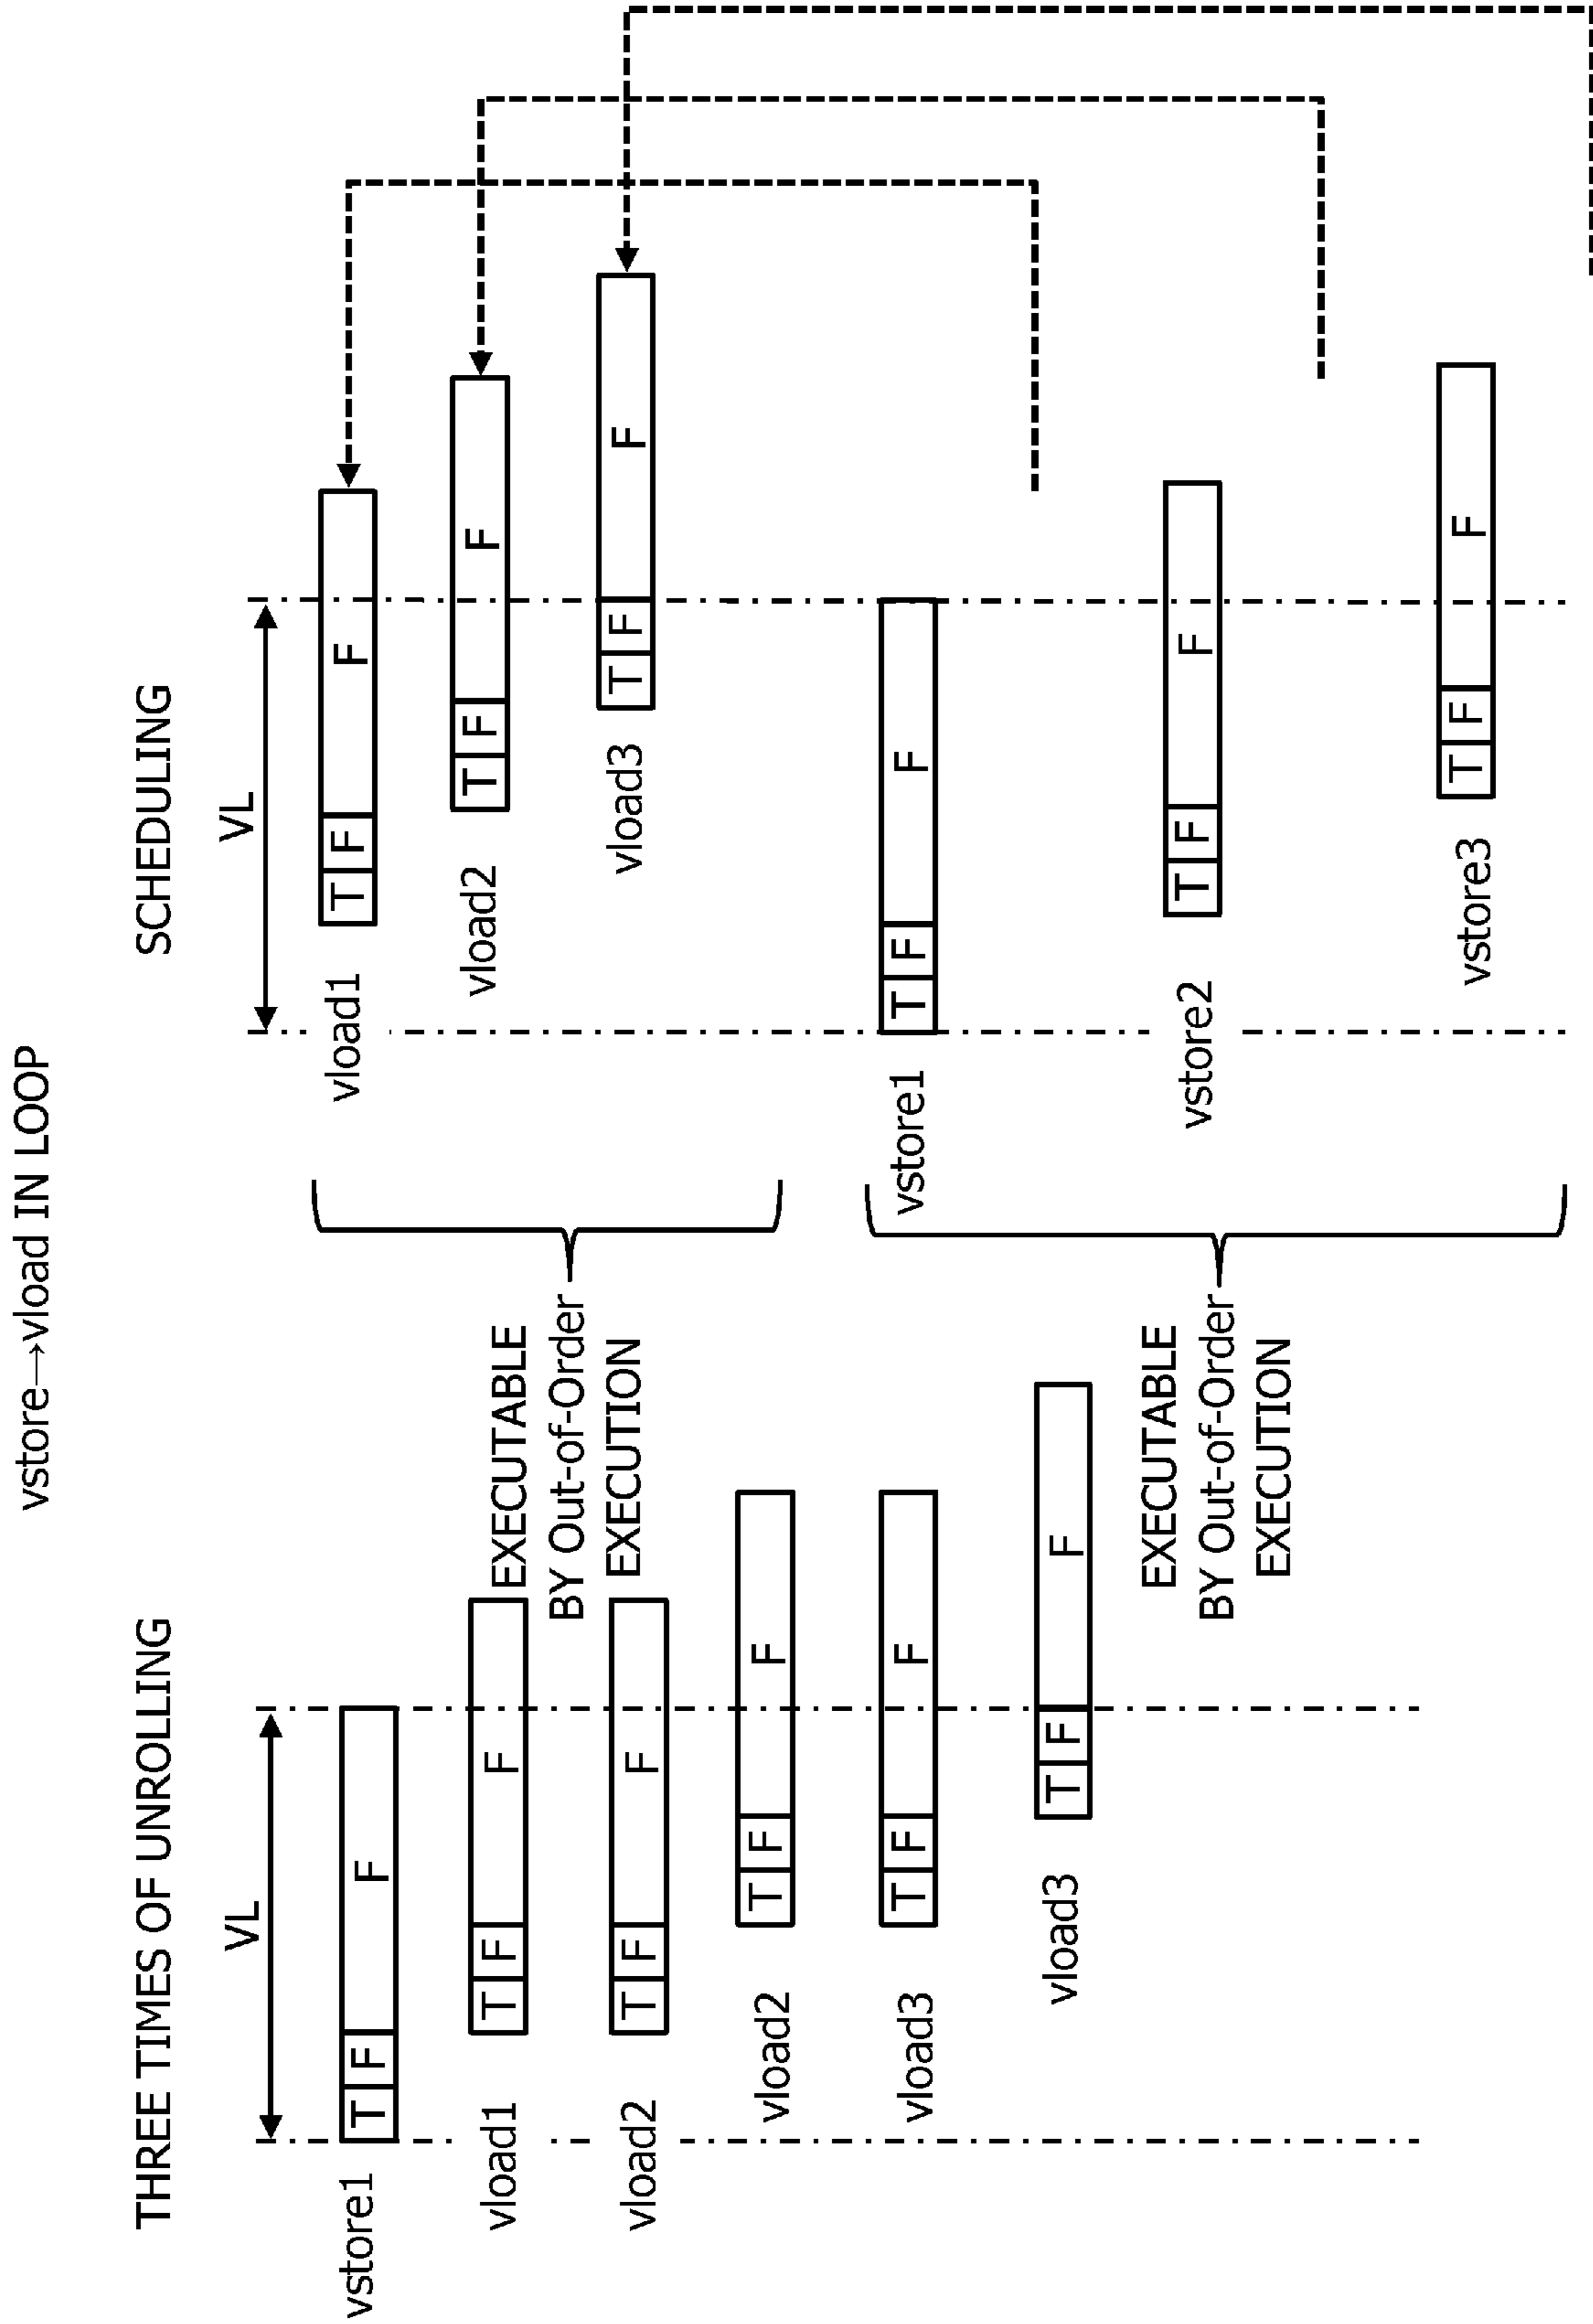 vstore→vload IN LOOP
THREE TIMES OF UNROLLING
VL
vstore1 T F F
vload1 T F F
vload2 T F F
vload2 T F F
vload3 T F F
vload3 T F F
EXECUTABLE
BY Out-of-Order
EXECUTION
EXECUTABLE
BY Out-of-Order
EXECUTION
SCHEDULING
VL
vload1 T F F
vload2 T F F
vload3 T F F
vstore1 T F F
vstore2 T F F
vstore3 T F F